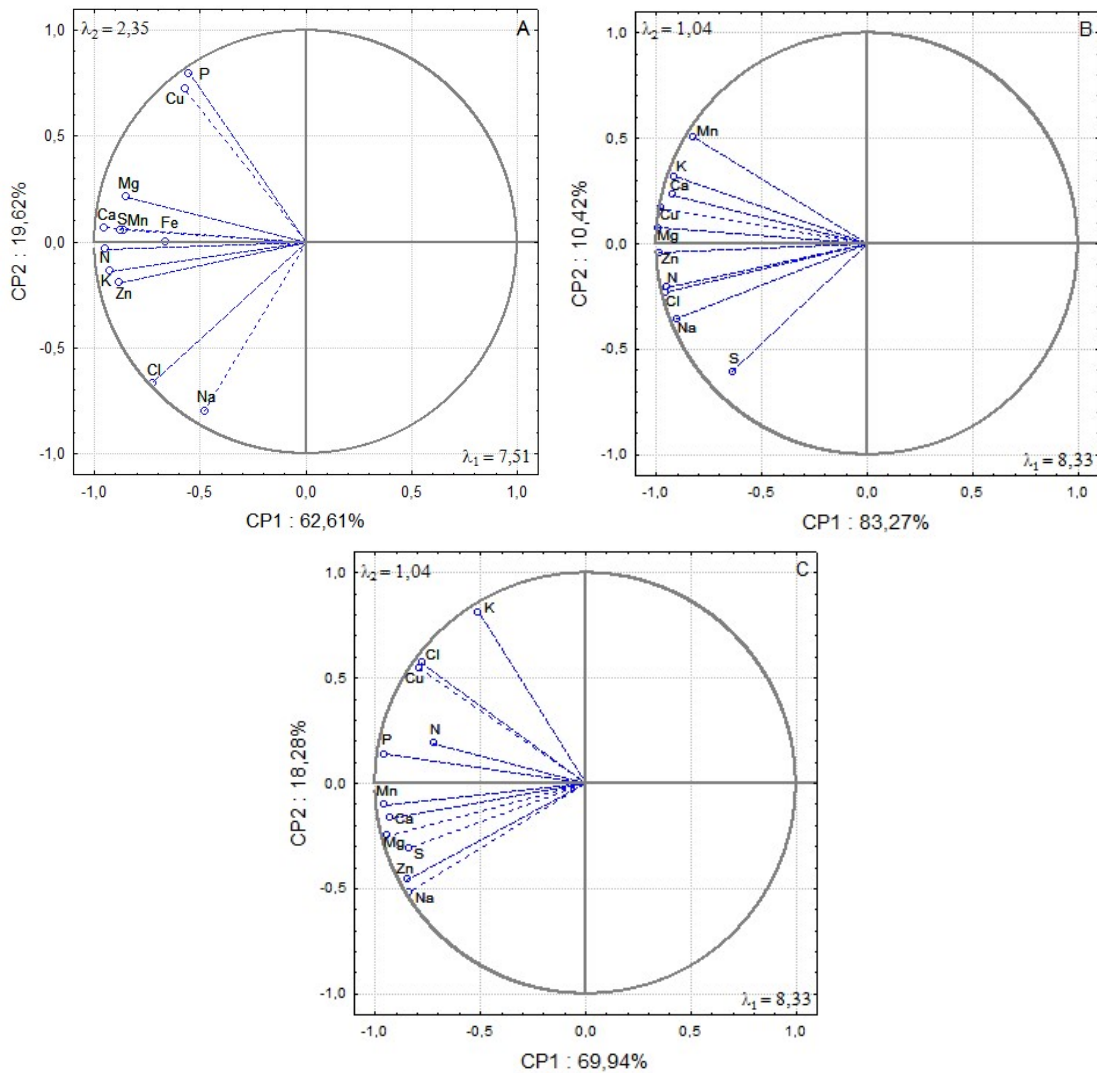 λ₂ = 2,35
A
1,0
P
Cu
0,5
Mg
Ca
S
Mn
Fe
0,0
N
K
Zn
-0,5
Cl
Na
-1,0
λ₁ = 7,51
-1,0 -0,5 0,0 0,5 1,0
CP1 : 62,61%
CP2 : 19,62%
λ₂ = 1,04
B
1,0
Mn
0,5
K
Ca
Cu
Mg
0,0
Zn
N
Cl
Na
-0,5
S
-1,0
λ₁ = 8,33
-1,0 -0,5 0,0 0,5 1,0
CP1 : 83,27%
CP2 : 10,42%
λ₂ = 1,04
C
1,0
K
Cl
Cu
0,5
N
P
0,0
Mn
Ca
Mg
S
Zn
-0,5
Na
-1,0
λ₁ = 8,33
-1,0 -0,5 0,0 0,5 1,0
CP1 : 69,94%
CP2 : 18,28%